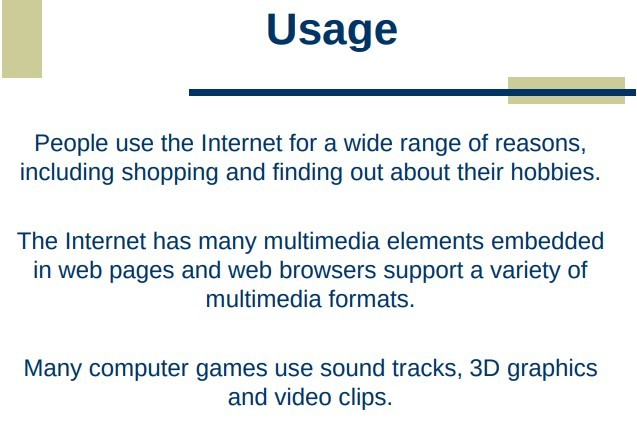 Usage
People use the Internet for a wide range of reasons,
including shopping and finding out about their hobbies.
The Internet has many multimedia elements embedded
in web pages and web browsers support a variety of
multimedia formats.
Many computer games use sound tracks, 3D graphics
and video clips.